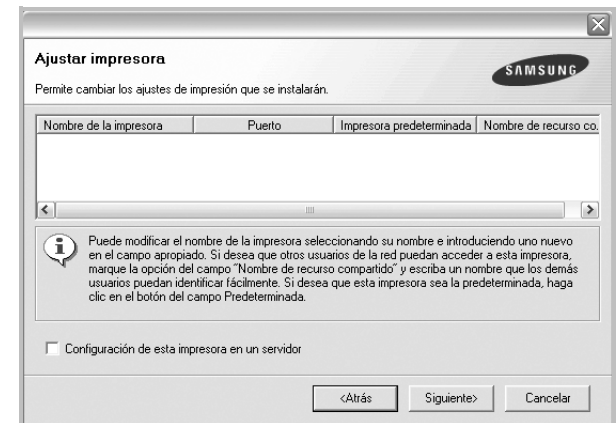 Ajustar impresora
SAMSUNG
Permite cambiar los ajustes de impresión que se instalarán.
Nombre de la impresora Puerto Impresora predeterminada Nombre de recurso co.
Puede modificar el nombre de la impresora seleccionando su nombre e introduciendo uno nuevo
en el campo apropiado. Si desea que otros usuarios de la red puedan acceder a esta impresora,
marque la opción del campo "Nombre de recurso compartido" y escriba un nombre que los demás
usuarios puedan identificar fácilmente. Si desea que esta impresora sea la predeterminada, haga
clic en el botón del campo Predeterminada.
Configuración de esta impresora en un servidor
<Atrás Siguiente> Cancelar